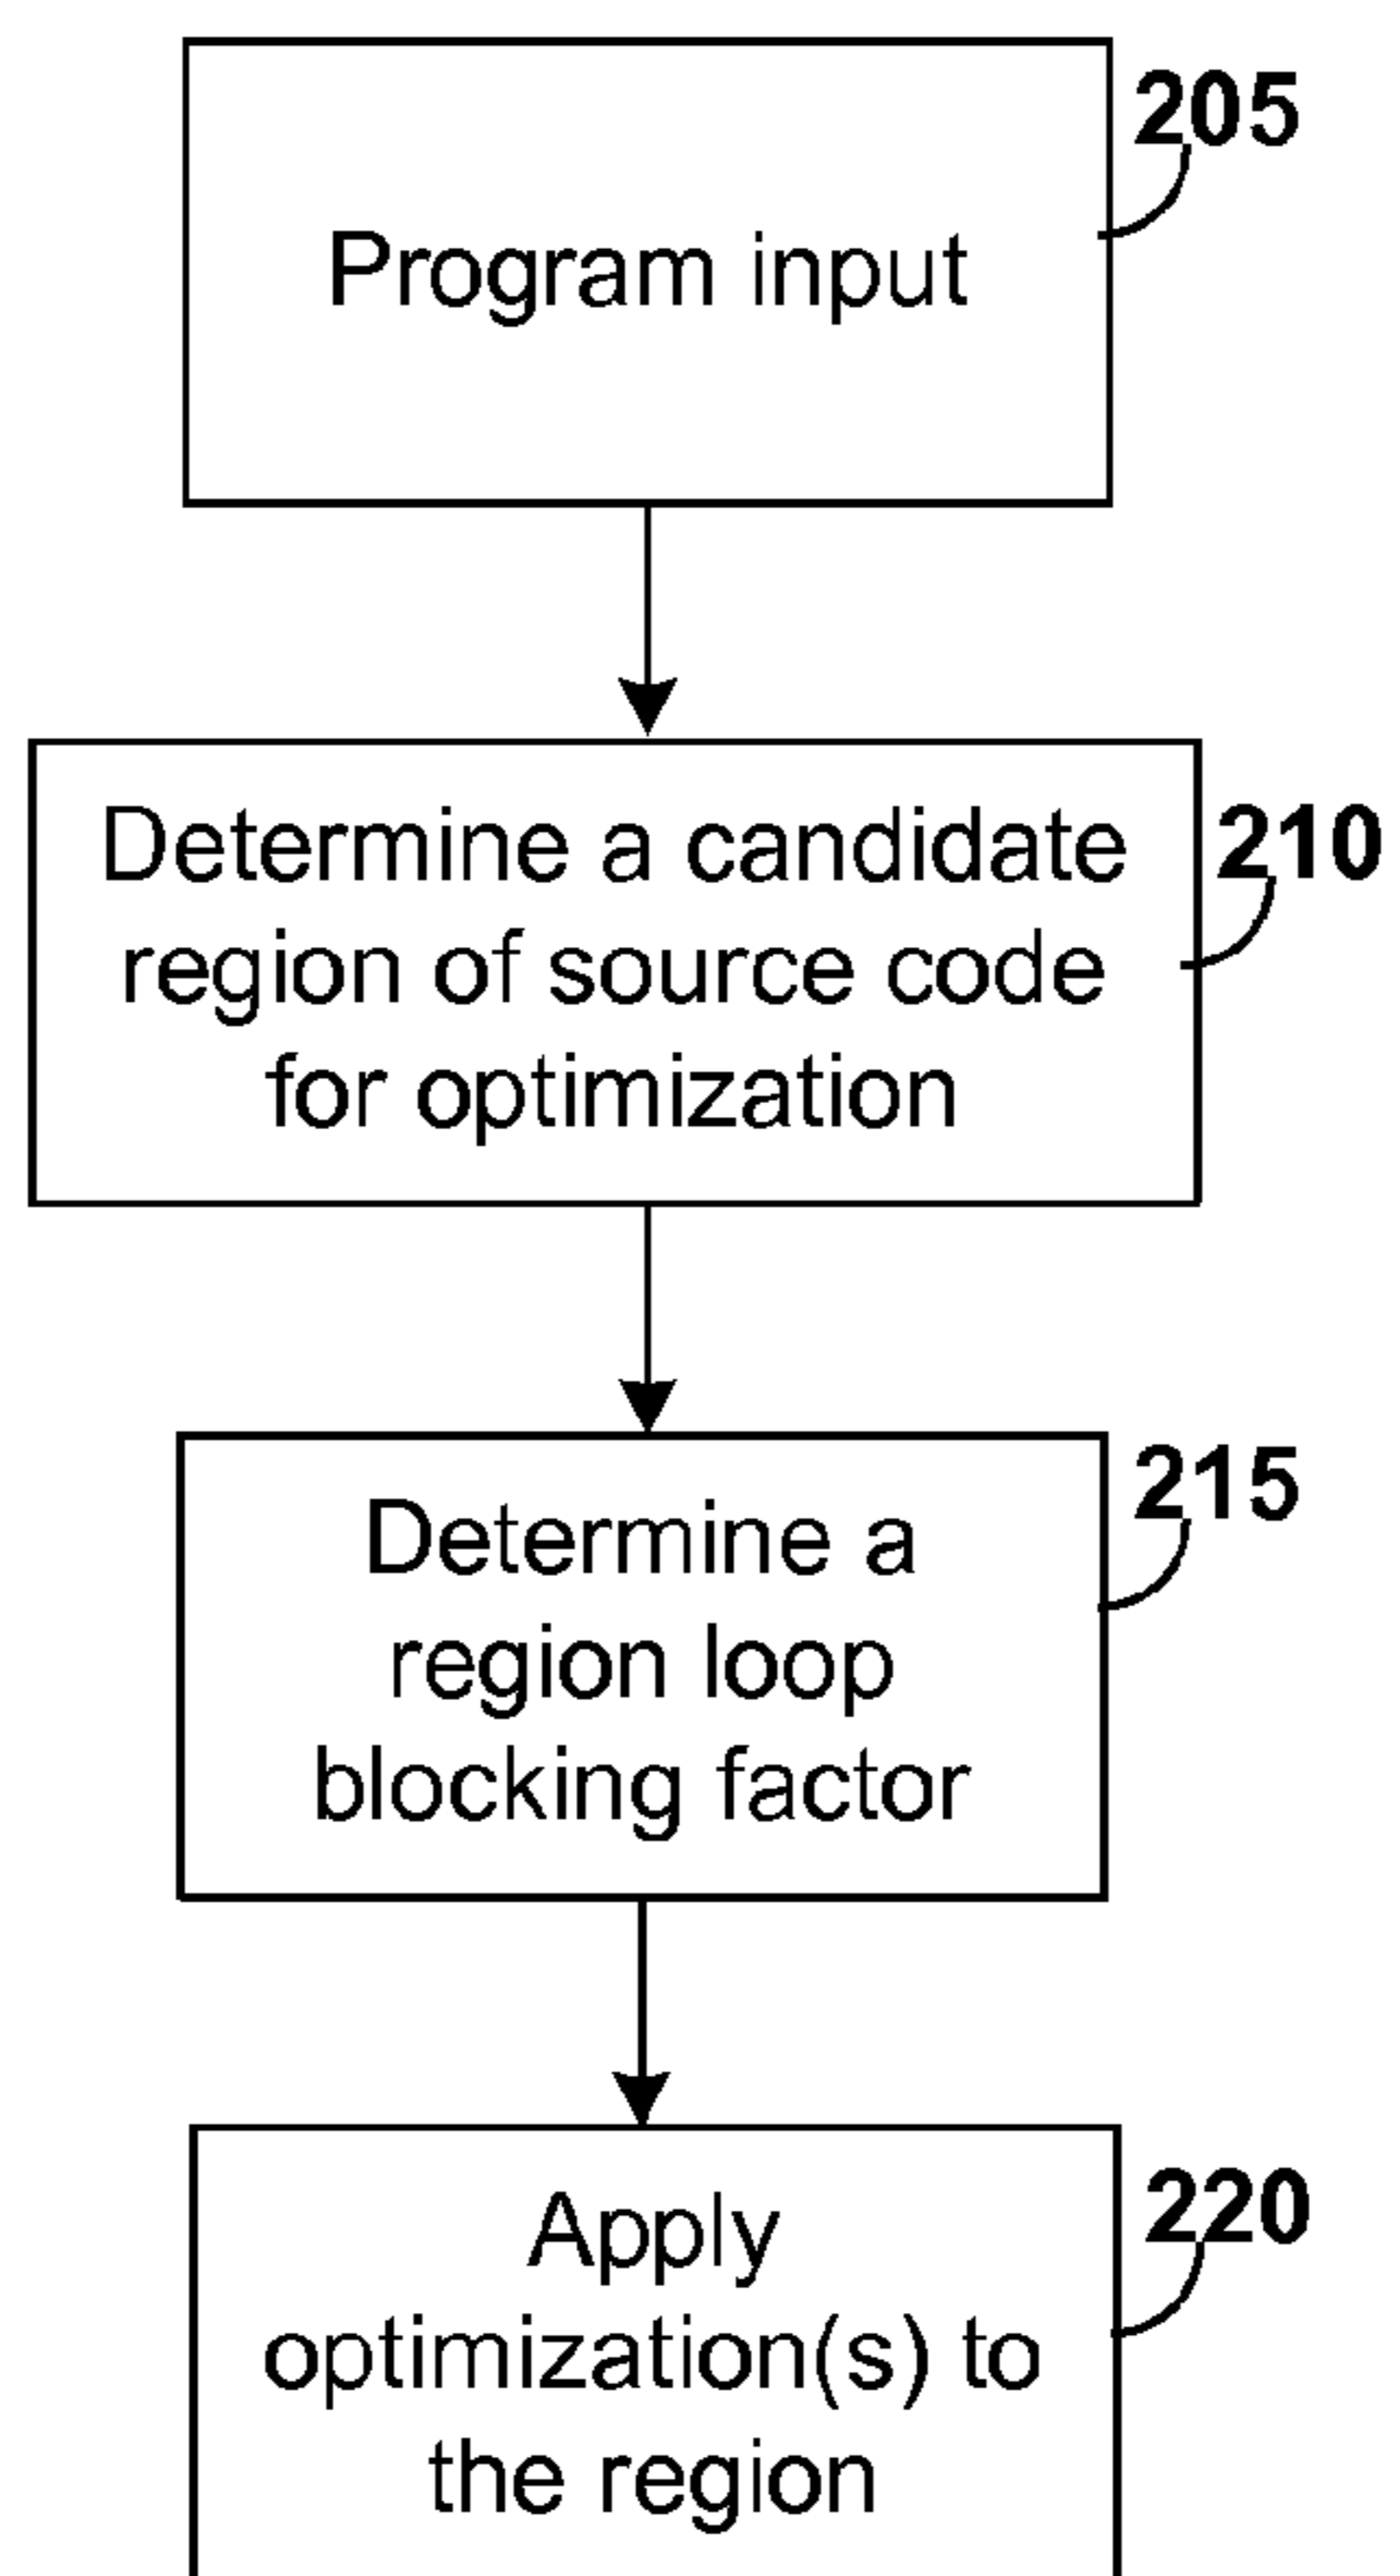 205
Program input
Determine a candidate
210
region of source code
for optimization
215
Determine a
region loop
blocking factor
220
Apply
optimization(s) to
the region